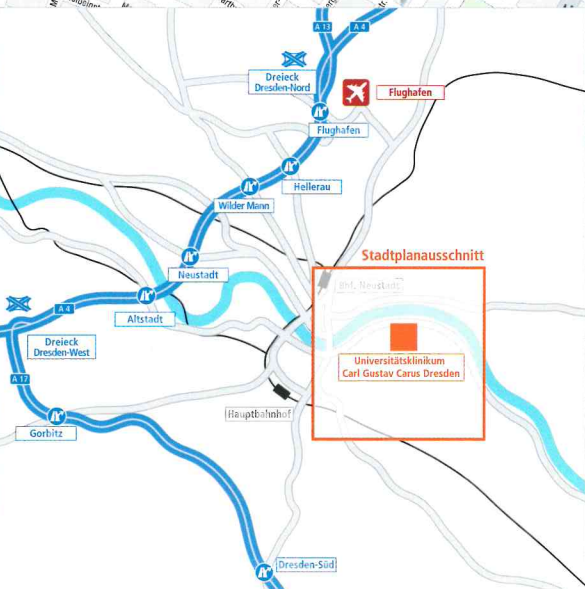 A 13
A 4
Dreieck
Dresden-Nord
Flughafen
Flughafen
Hellerau
Wilder Mann
Stadtplanausschnitt
Neustadt
Bhf. Neustadt
A 4
Altstadt
Dreieck
Dresden-West
Universitätsklinikum
Carl Gustav Carus Dresden
A 17
Hauptbahnhof
Gorbitz
Dresden-Süd